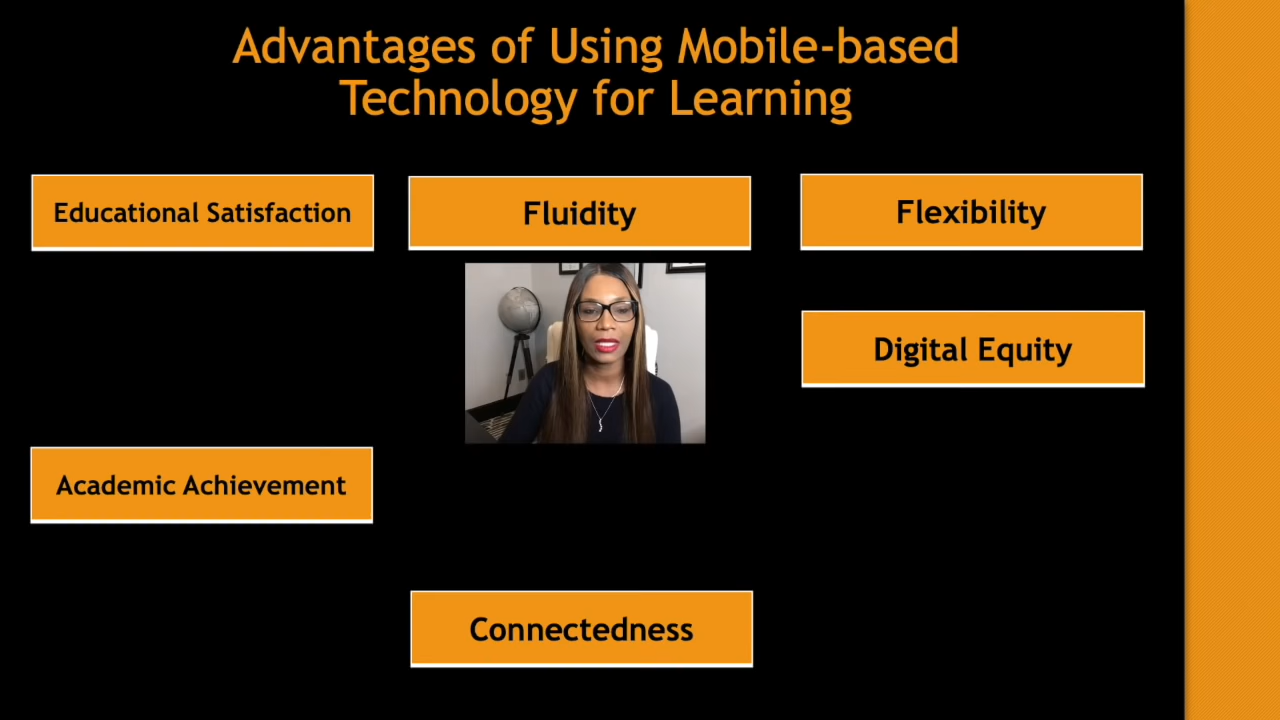 Advantages of Using Mobile-based
Technology for Learning
Educational Satisfaction
Fluidity
Flexibility
Digital Equity
Academic Achievement
Connectedness